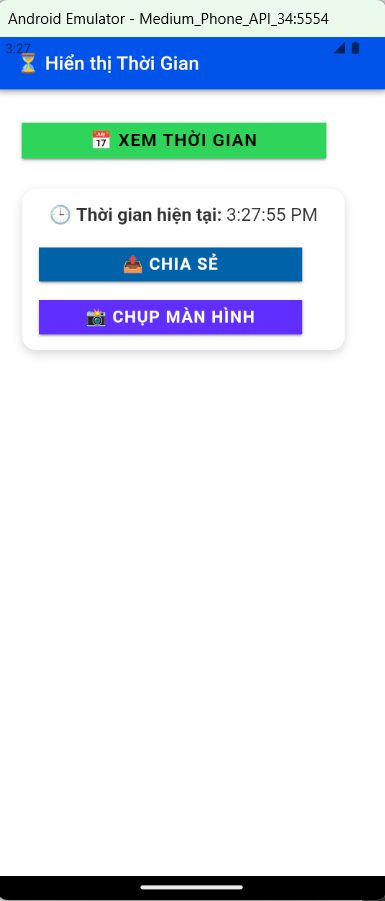 Android Emulator - Medium_Phone_API_34:5554
3:27
⏳ Hiển thị Thời Gian
📅 XEM THỜI GIAN
🕒 Thời gian hiện tại: 3:27:55 PM
📤 CHIA SẺ
📸 CHỤP MÀN HÌNH